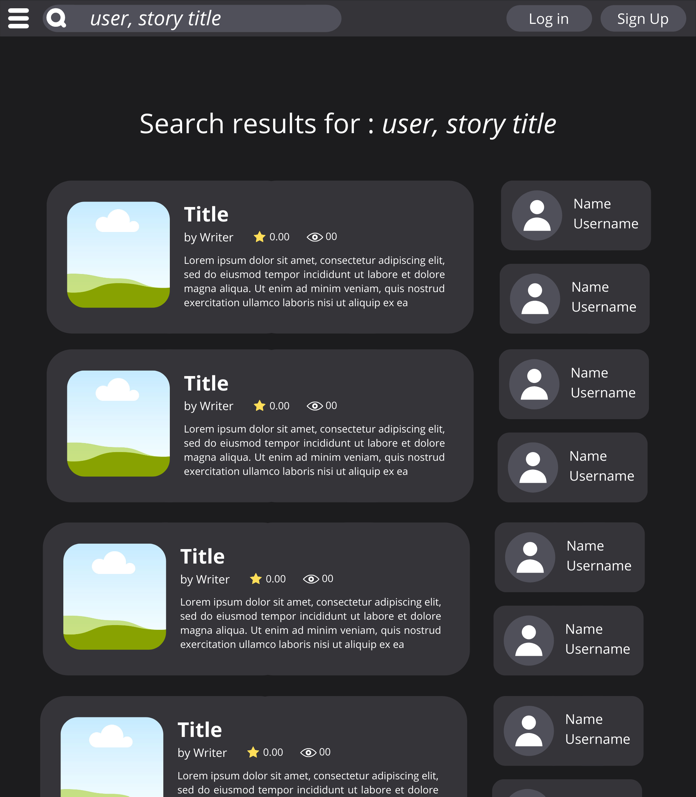 user, story title
Log in
Sign Up
Search results for : user, story title
Title
by Writer 0.00 00
Lorem ipsum dolor sit amet, consectetur adipiscing elit,
sed do eiusmod tempor incididunt ut labore et dolore
magna aliqua. Ut enim ad minim veniam, quis nostrud
exercitation ullamco laboris nisi ut aliquip ex ea
Name
Username
Name
Username
Title
by Writer 0.00 00
Lorem ipsum dolor sit amet, consectetur adipiscing elit,
sed do eiusmod tempor incididunt ut labore et dolore
magna aliqua. Ut enim ad minim veniam, quis nostrud
exercitation ullamco laboris nisi ut aliquip ex ea
Name
Username
Name
Username
Title
by Writer 0.00 00
Lorem ipsum dolor sit amet, consectetur adipiscing elit,
sed do eiusmod tempor incididunt ut labore et dolore
magna aliqua. Ut enim ad minim veniam, quis nostrud
exercitation ullamco laboris nisi ut aliquip ex ea
Name
Username
Name
Username
Title
by Writer 0.00 00
Lorem ipsum dolor sit amet, consectetur adipiscing elit,
sed do eiusmod tempor incididunt ut labore et dolore
Name
Username